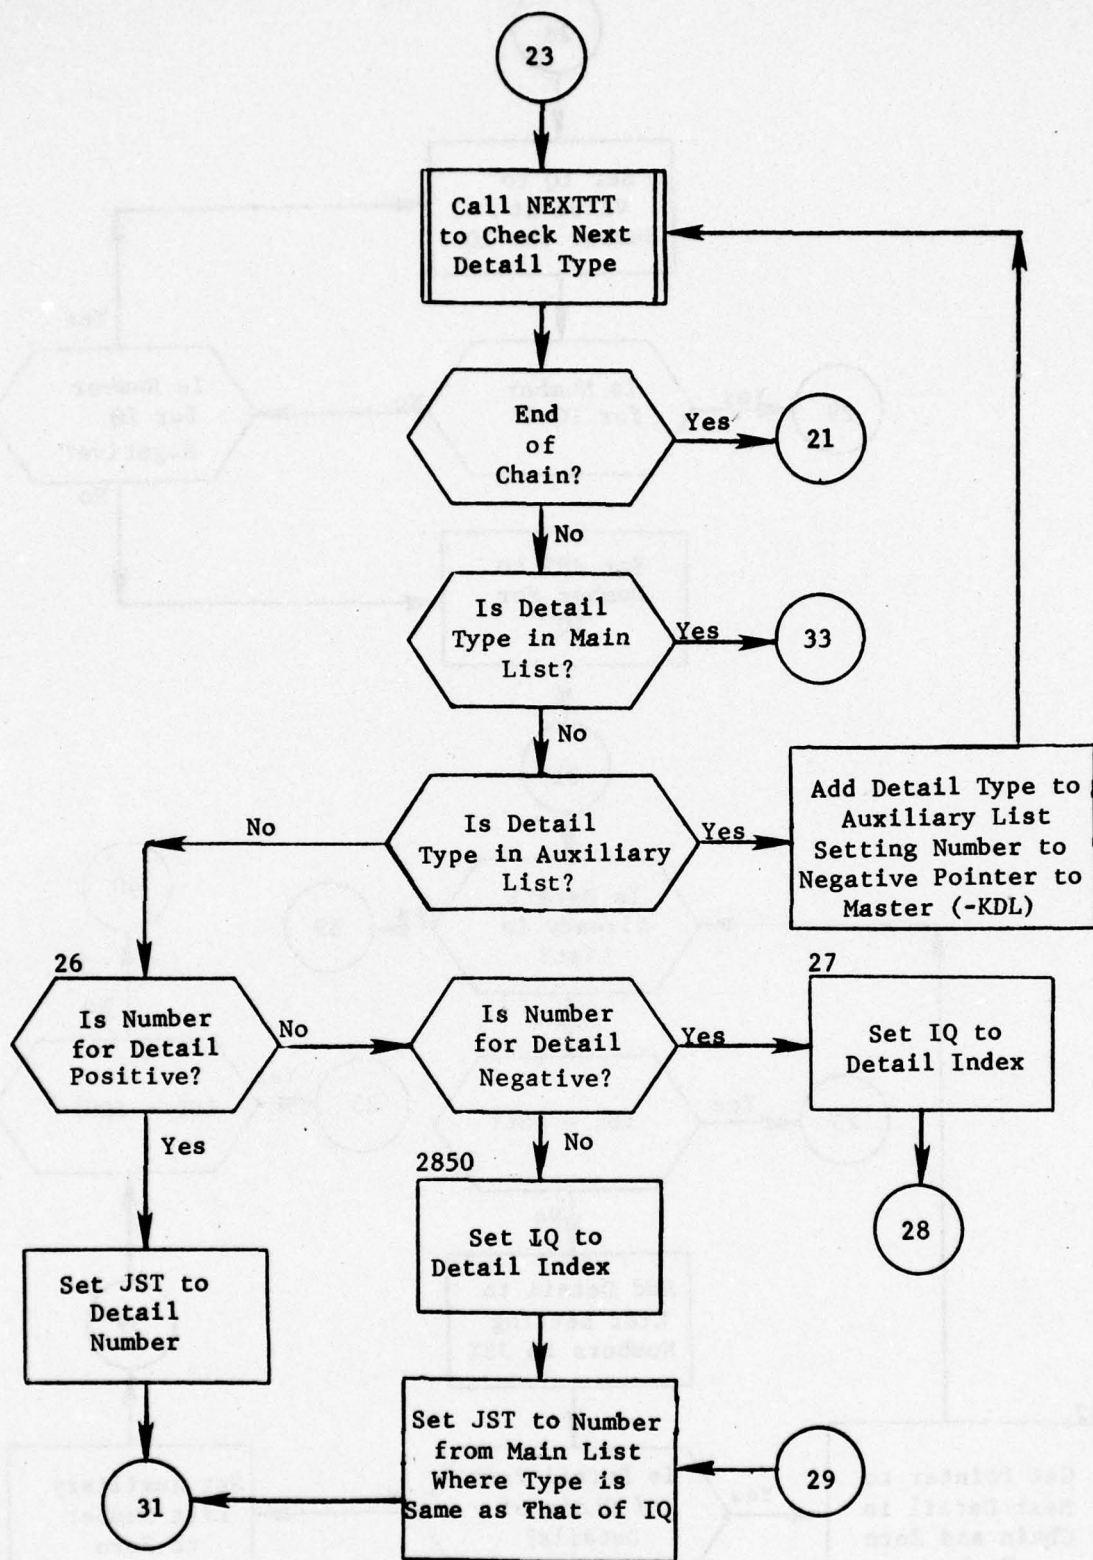 23
Call NEXTTT
to Check Next
Detail Type
End
of
Chain?
Yes
21
No
Is Detail
Type in Main
List?
Yes
33
No
Is Detail
Type in Auxiliary
List?
No
Yes
Add Detail Type to
Auxiliary List
Setting Number to
Negative Pointer to
Master (-KDL)
26
Is Number
for Detail
Positive?
No
Is Number
for Detail
Negative?
Yes
27
Set IQ to
Detail Index
28
Yes
Set JST to
Detail
Number
No
2850
Set IQ to
Detail Index
Set JST to Number
from Main List
Where Type is
Same as That of IQ
29
31